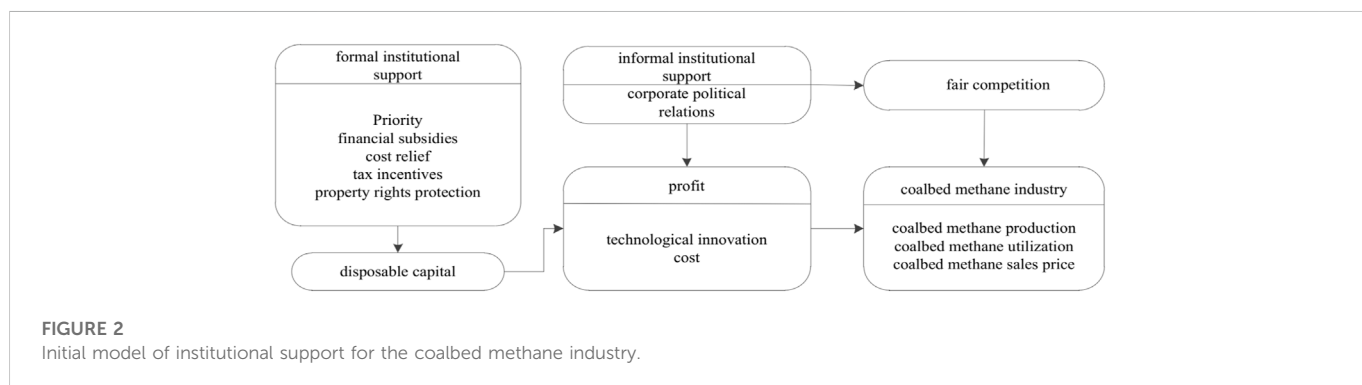 formal institutional
support
Priority
financial subsidies
cost relief
tax incentives
property rights protection
disposable capital
informal institutional
support
corporate political
relations
profit
technological innovation
cost
fair competition
coalbed methane industry
coalbed methane production
coalbed methane utilization
coalbed methane sales price
FIGURE 2
Initial model of institutional support for the coalbed methane industry.